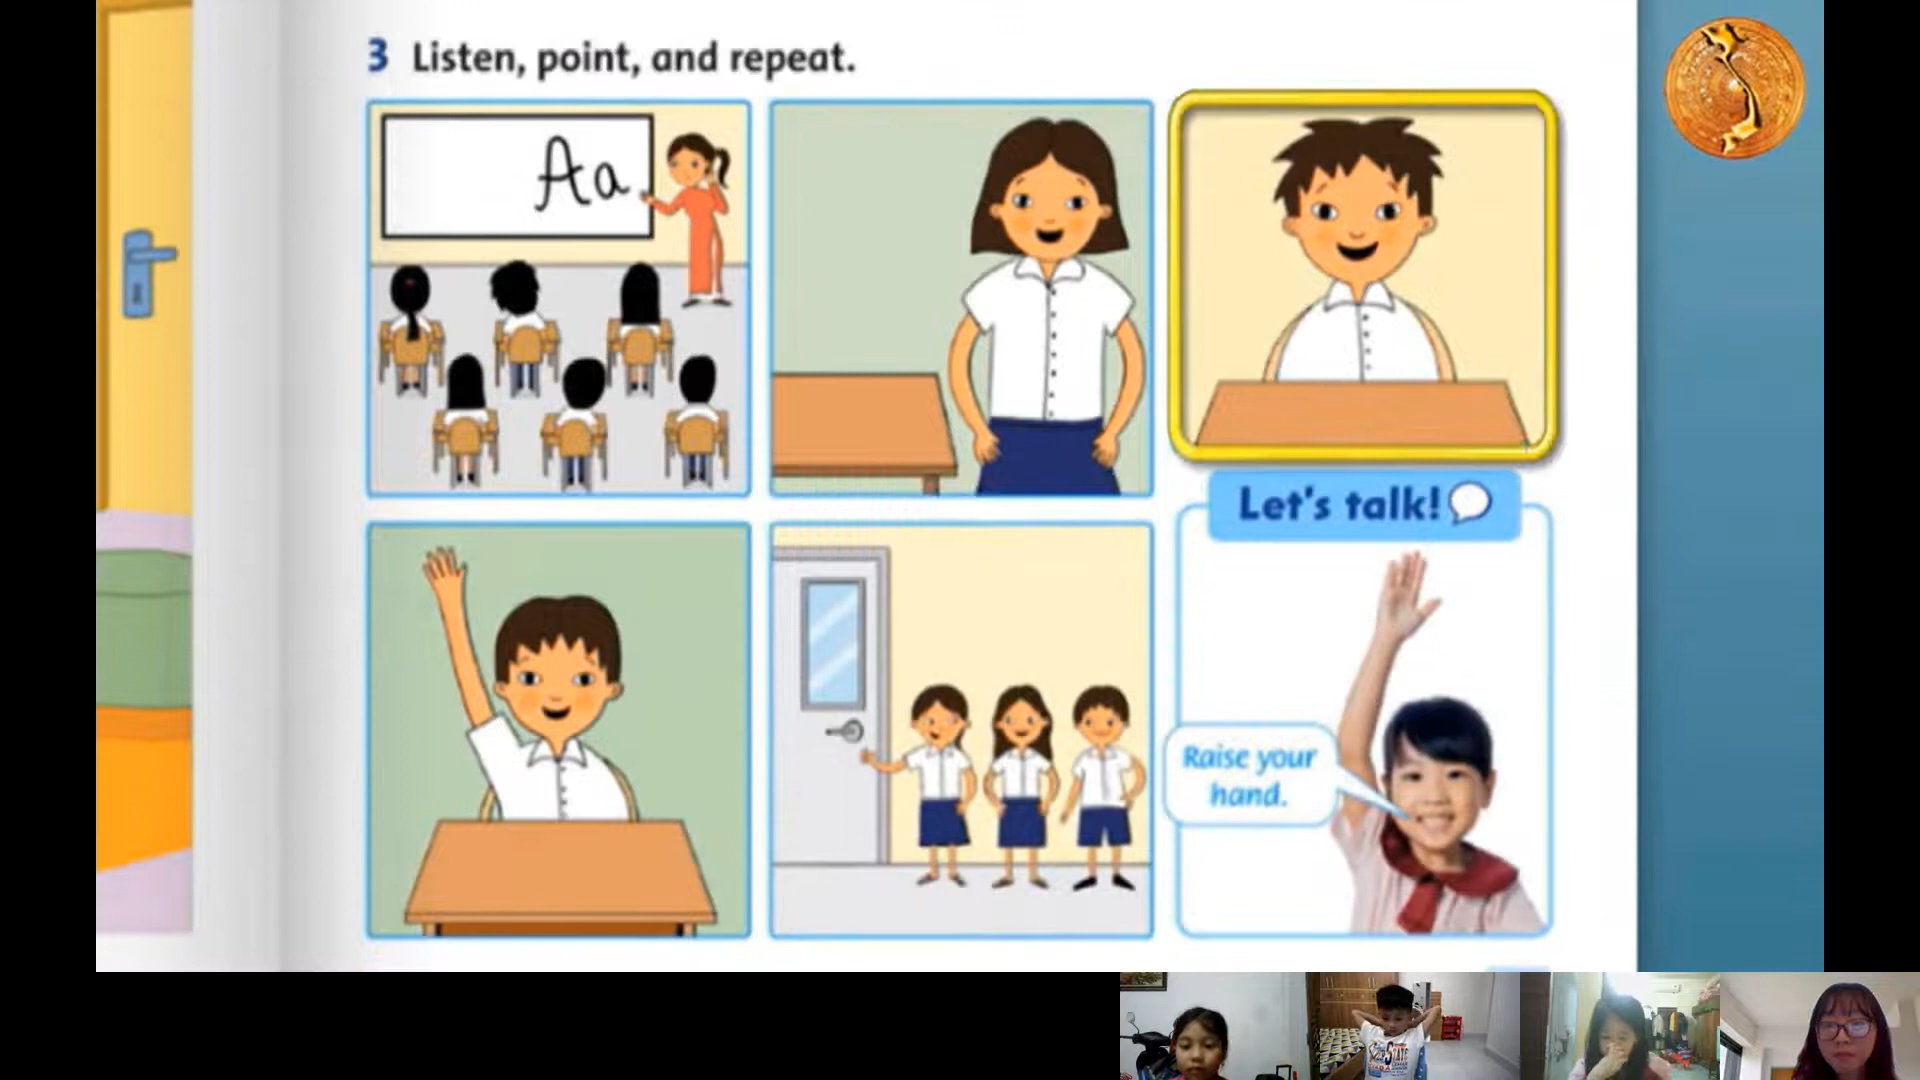 3 Listen, point, and repeat.
Aa
Let's talk!
Raise your
hand.